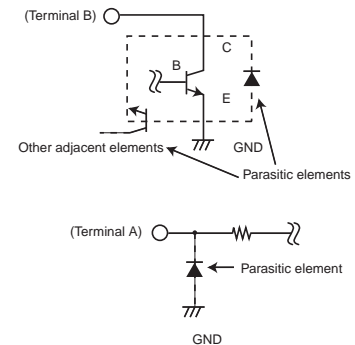 (Terminal B)
C
B
E
Other adjacent elements
GND
Parasitic elements
(Terminal A)
Parasitic element
GND